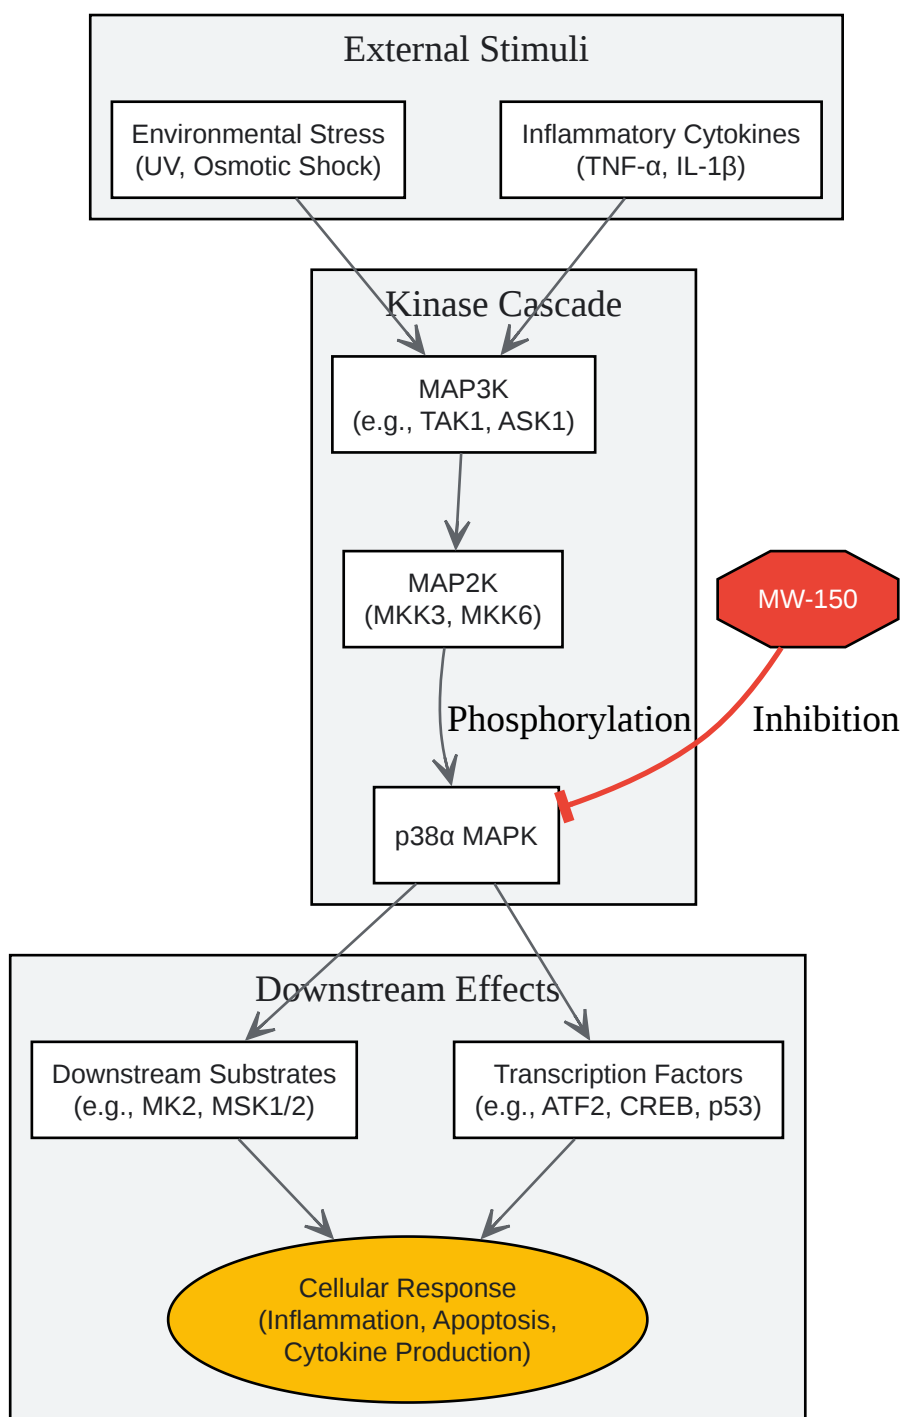 External Stimuli
Environmental Stress
(UV, Osmotic Shock)
Inflammatory Cytokines
(TNF-α, IL-1β)
Kinase Cascade
MAP3K
(e.g., TAK1, ASK1)
MAP2K
(MKK3, MKK6)
MW-150
Phosphorylation
Inhibition
p38α MAPK
Downstream Effects
Downstream Substrates
(e.g., MK2, MSK1/2)
Transcription Factors
(e.g., ATF2, CREB, p53)
Cellular Response
(Inflammation, Apoptosis,
Cytokine Production)